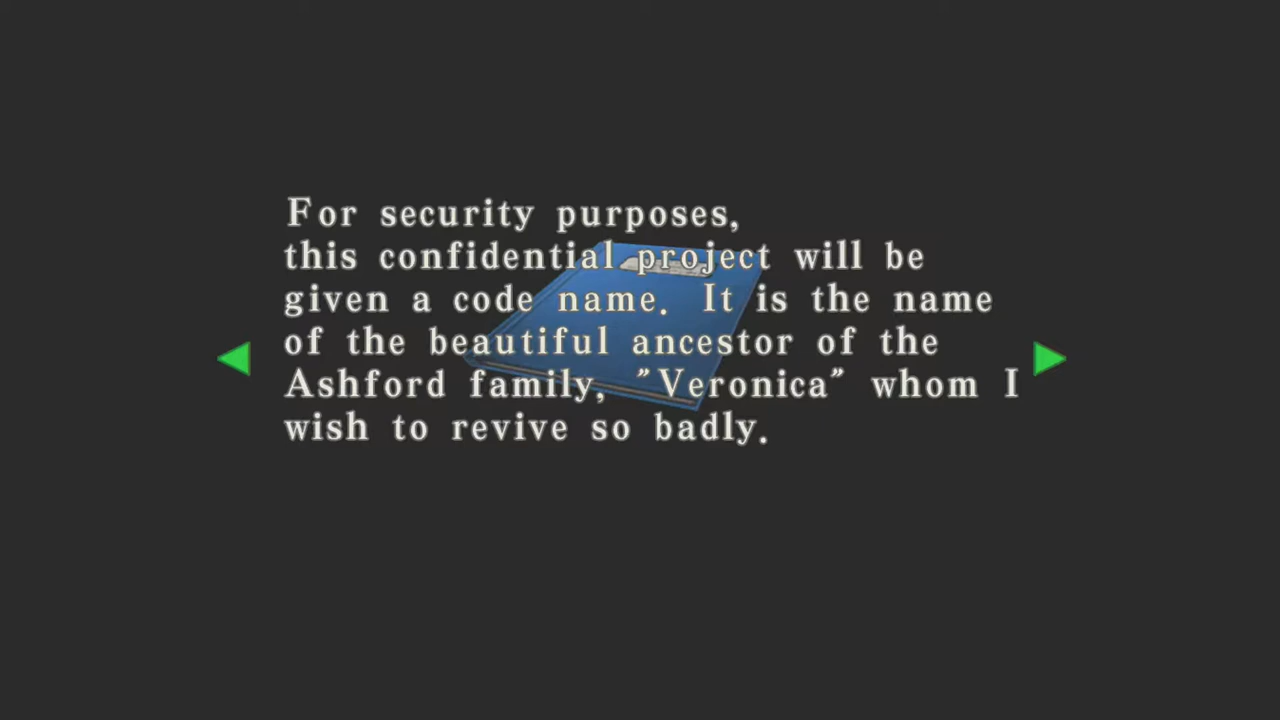 For security purposes,
this confidential project will be
given a code name. It is the name
of the beautiful ancestor of the
Ashford family, "Veronica" whom I
wish to revive so badly.